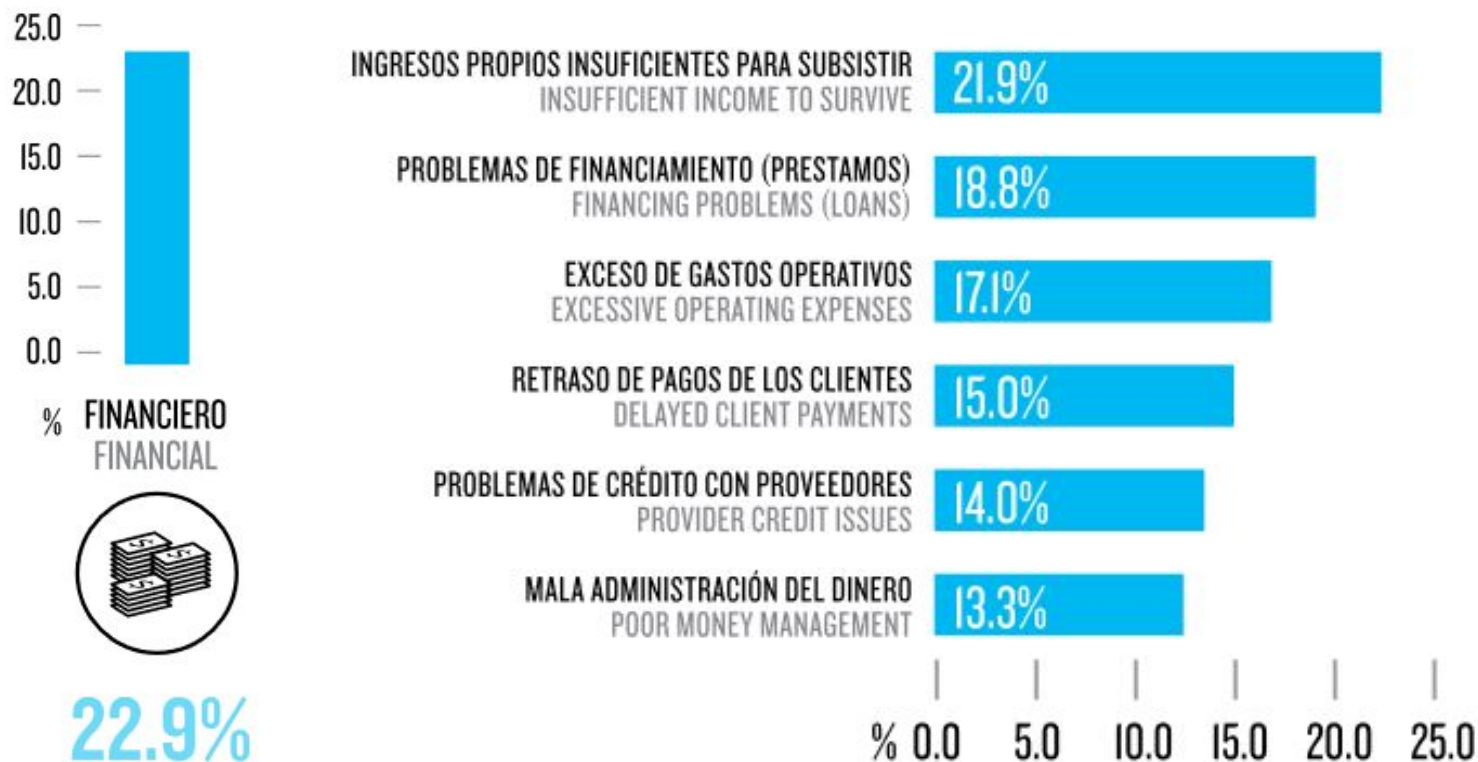 25.0
20.0
15.0
10.0
5.0
0.0
%
FINANCIERO
FINANCIAL
22.9%
INGRESOS PROPIOS INSUFICIENTES PARA SUBSISTIR
INSUFFICIENT INCOME TO SURVIVE
21.9%
PROBLEMAS DE FINANCIAMIENTO (PRESTAMOS)
FINANCING PROBLEMS (LOANS)
18.8%
EXCESO DE GASTOS OPERATIVOS
EXCESSIVE OPERATING EXPENSES
17.1%
RETRASO DE PAGOS DE LOS CLIENTES
DELAYED CLIENT PAYMENTS
15.0%
PROBLEMAS DE CRÉDITO CON PROVEEDORES
PROVIDER CREDIT ISSUES
14.0%
MALA ADMINISTRACIÓN DEL DINERO
POOR MONEY MANAGEMENT
13.3%
% 0.0 5.0 10.0 15.0 20.0 25.0